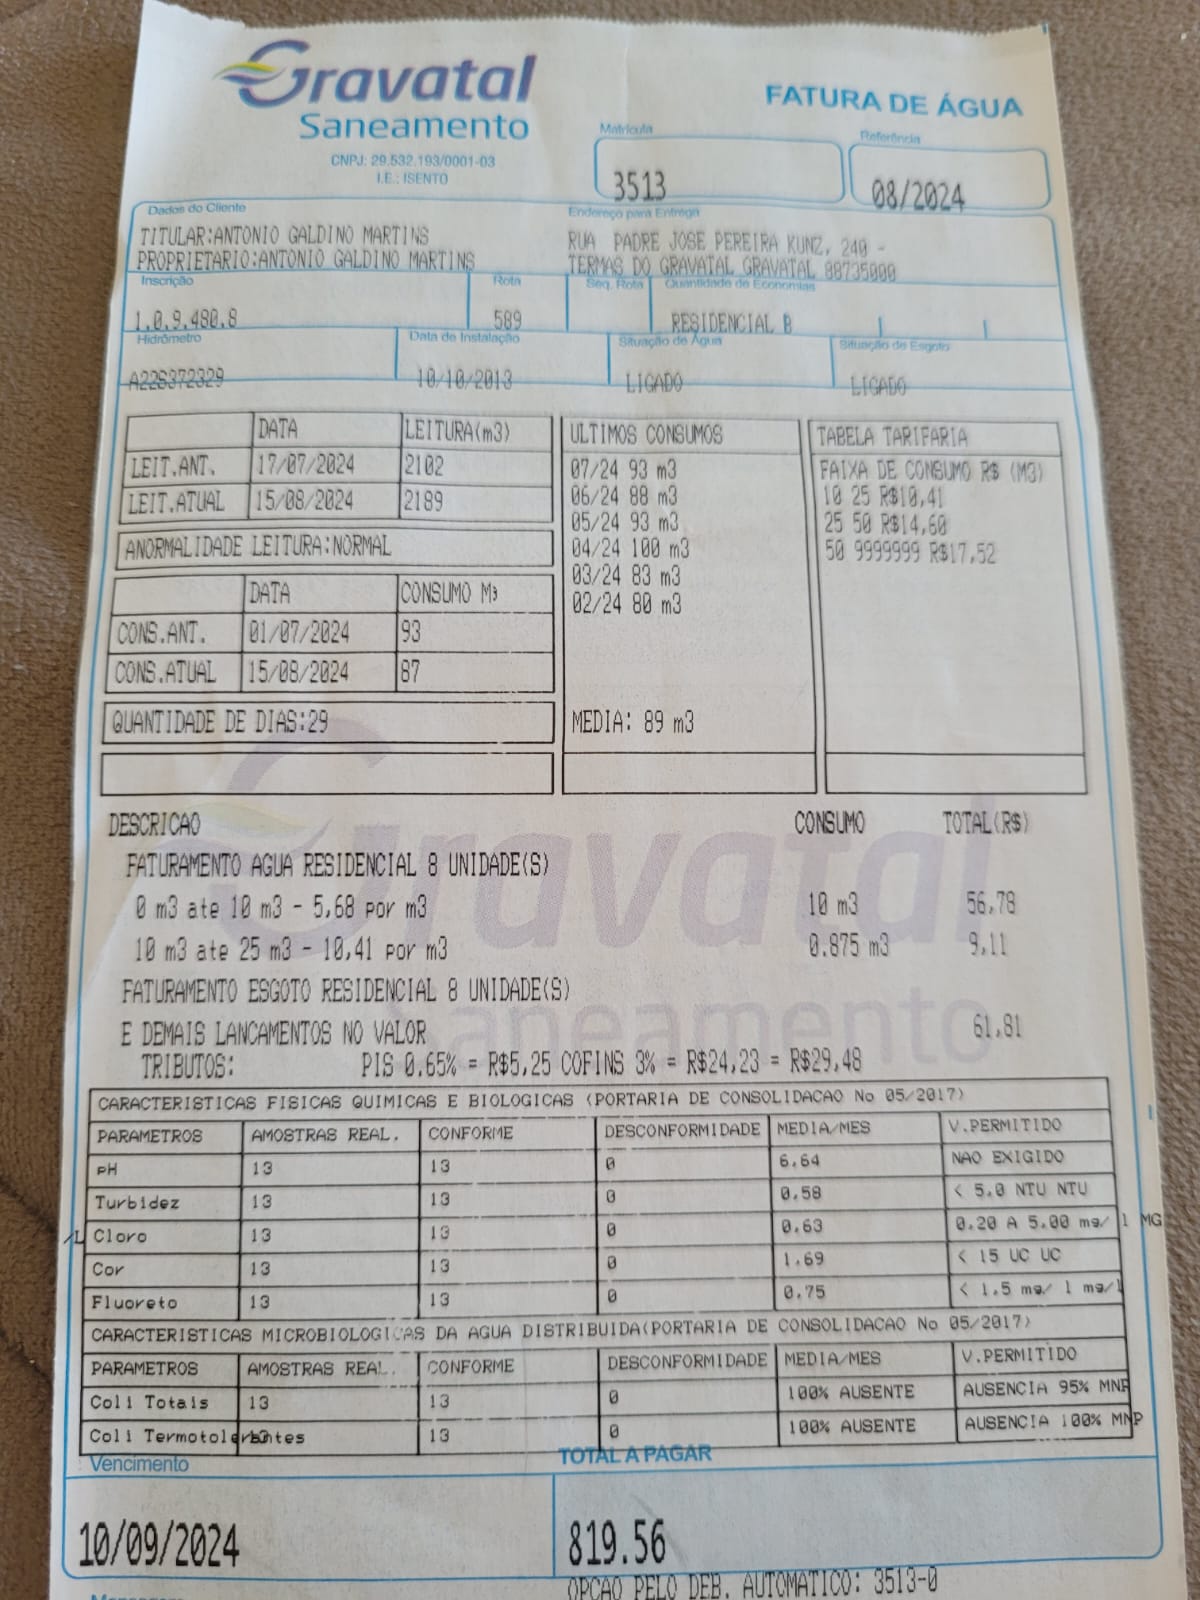 Gravatal
Saneamento
CNPJ: 29.532.193/0001-03
I.E.: ISENTO
FATURA DE ÁGUA
Matrícula
3513
Referência
08/2024
Dados do Cliente
TITULAR:ANTONIO GALDINO MARTINS
PROPRIETARIO:ANTONIO GALDINO MARTINS
Endereço para Entrega
RUA PADRE JOSE PEREIRA KUNZ, 240 -
TERMAS DO GRAVATAL GRAVATAL 88735000
Inscrição
1.0.9.480.8
Rota
589
Seq. Rota
Quantidade de Economias
RESIDENCIAL 8
Hidrômetro
A22S372329
Data de Instalação
10/10/2013
Situação de Água
LIGADO
Situação de Esgoto
LIGADO
DATA LEITURA(m3)
LEIT.ANT. 17/07/2024 2102
LEIT.ATUAL 15/08/2024 2189
ANORMALIDADE LEITURA:NORMAL
DATA CONSUMO M3
CONS.ANT. 01/07/2024 93
CONS.ATUAL 15/08/2024 87
QUANTIDADE DE DIAS:29
ULTIMOS CONSUMOS
07/24 93 m3
06/24 88 m3
05/24 93 m3
04/24 100 m3
03/24 83 m3
02/24 80 m3
MEDIA: 89 m3
TABELA TARIFARIA
FAIXA DE CONSUMO R$ (M3)
10 25 R$10,41
25 50 R$14,60
50 9999999 R$17,52
DESCRICAO CONSUMO TOTAL(R$)
FATURAMENTO AGUA RESIDENCIAL 8 UNIDADE(S)
0 m3 ate 10 m3 - 5,68 por m3 10 m3 56,78
10 m3 ate 25 m3 - 10,41 por m3 0.875 m3 9,11
FATURAMENTO ESGOTO RESIDENCIAL 8 UNIDADE(S)
E DEMAIS LANCAMENTOS NO VALOR 61,81
TRIBUTOS: PIS 0,65% = R$5,25 COFINS 3% = R$24,23 = R$29,48
Gravatal
Saneamento
CARACTERISTICAS FISICAS QUIMICAS E BIOLOGICAS (PORTARIA DE CONSOLIDACAO No 05/2017)
PARAMETROS AMOSTRAS REAL. CONFORME DESCONFORMIDADE MEDIA/MES V.PERMITIDO
pH 13 13 0 6,64 NAO EXIGIDO
Turbidez 13 13 0 0.58 < 5.0 NTU NTU
/L Cloro 13 13 0 0.63 0.20 A 5.00 mg/ l MG
Cor 13 13 0 1.69 < 15 UC UC
Fluoreto 13 13 0 0.75 < 1.5 mg/ l mg/l
CARACTERISTICAS MICROBIOLOGICAS DA AGUA DISTRIBUIDA(PORTARIA DE CONSOLIDACAO No 05/2017)
PARAMETROS AMOSTRAS REAL. CONFORME DESCONFORMIDADE MEDIA/MES V.PERMITIDO
Coli Totais 13 13 0 100% AUSENTE AUSENCIA 95% MNP
Coli Termotolerantes 13 13 0 100% AUSENTE AUSENCIA 100% MNP
Vencimento
10/09/2024
TOTAL A PAGAR
819.56
OPCAO PELO DEB. AUTOMATICO: 3513-0